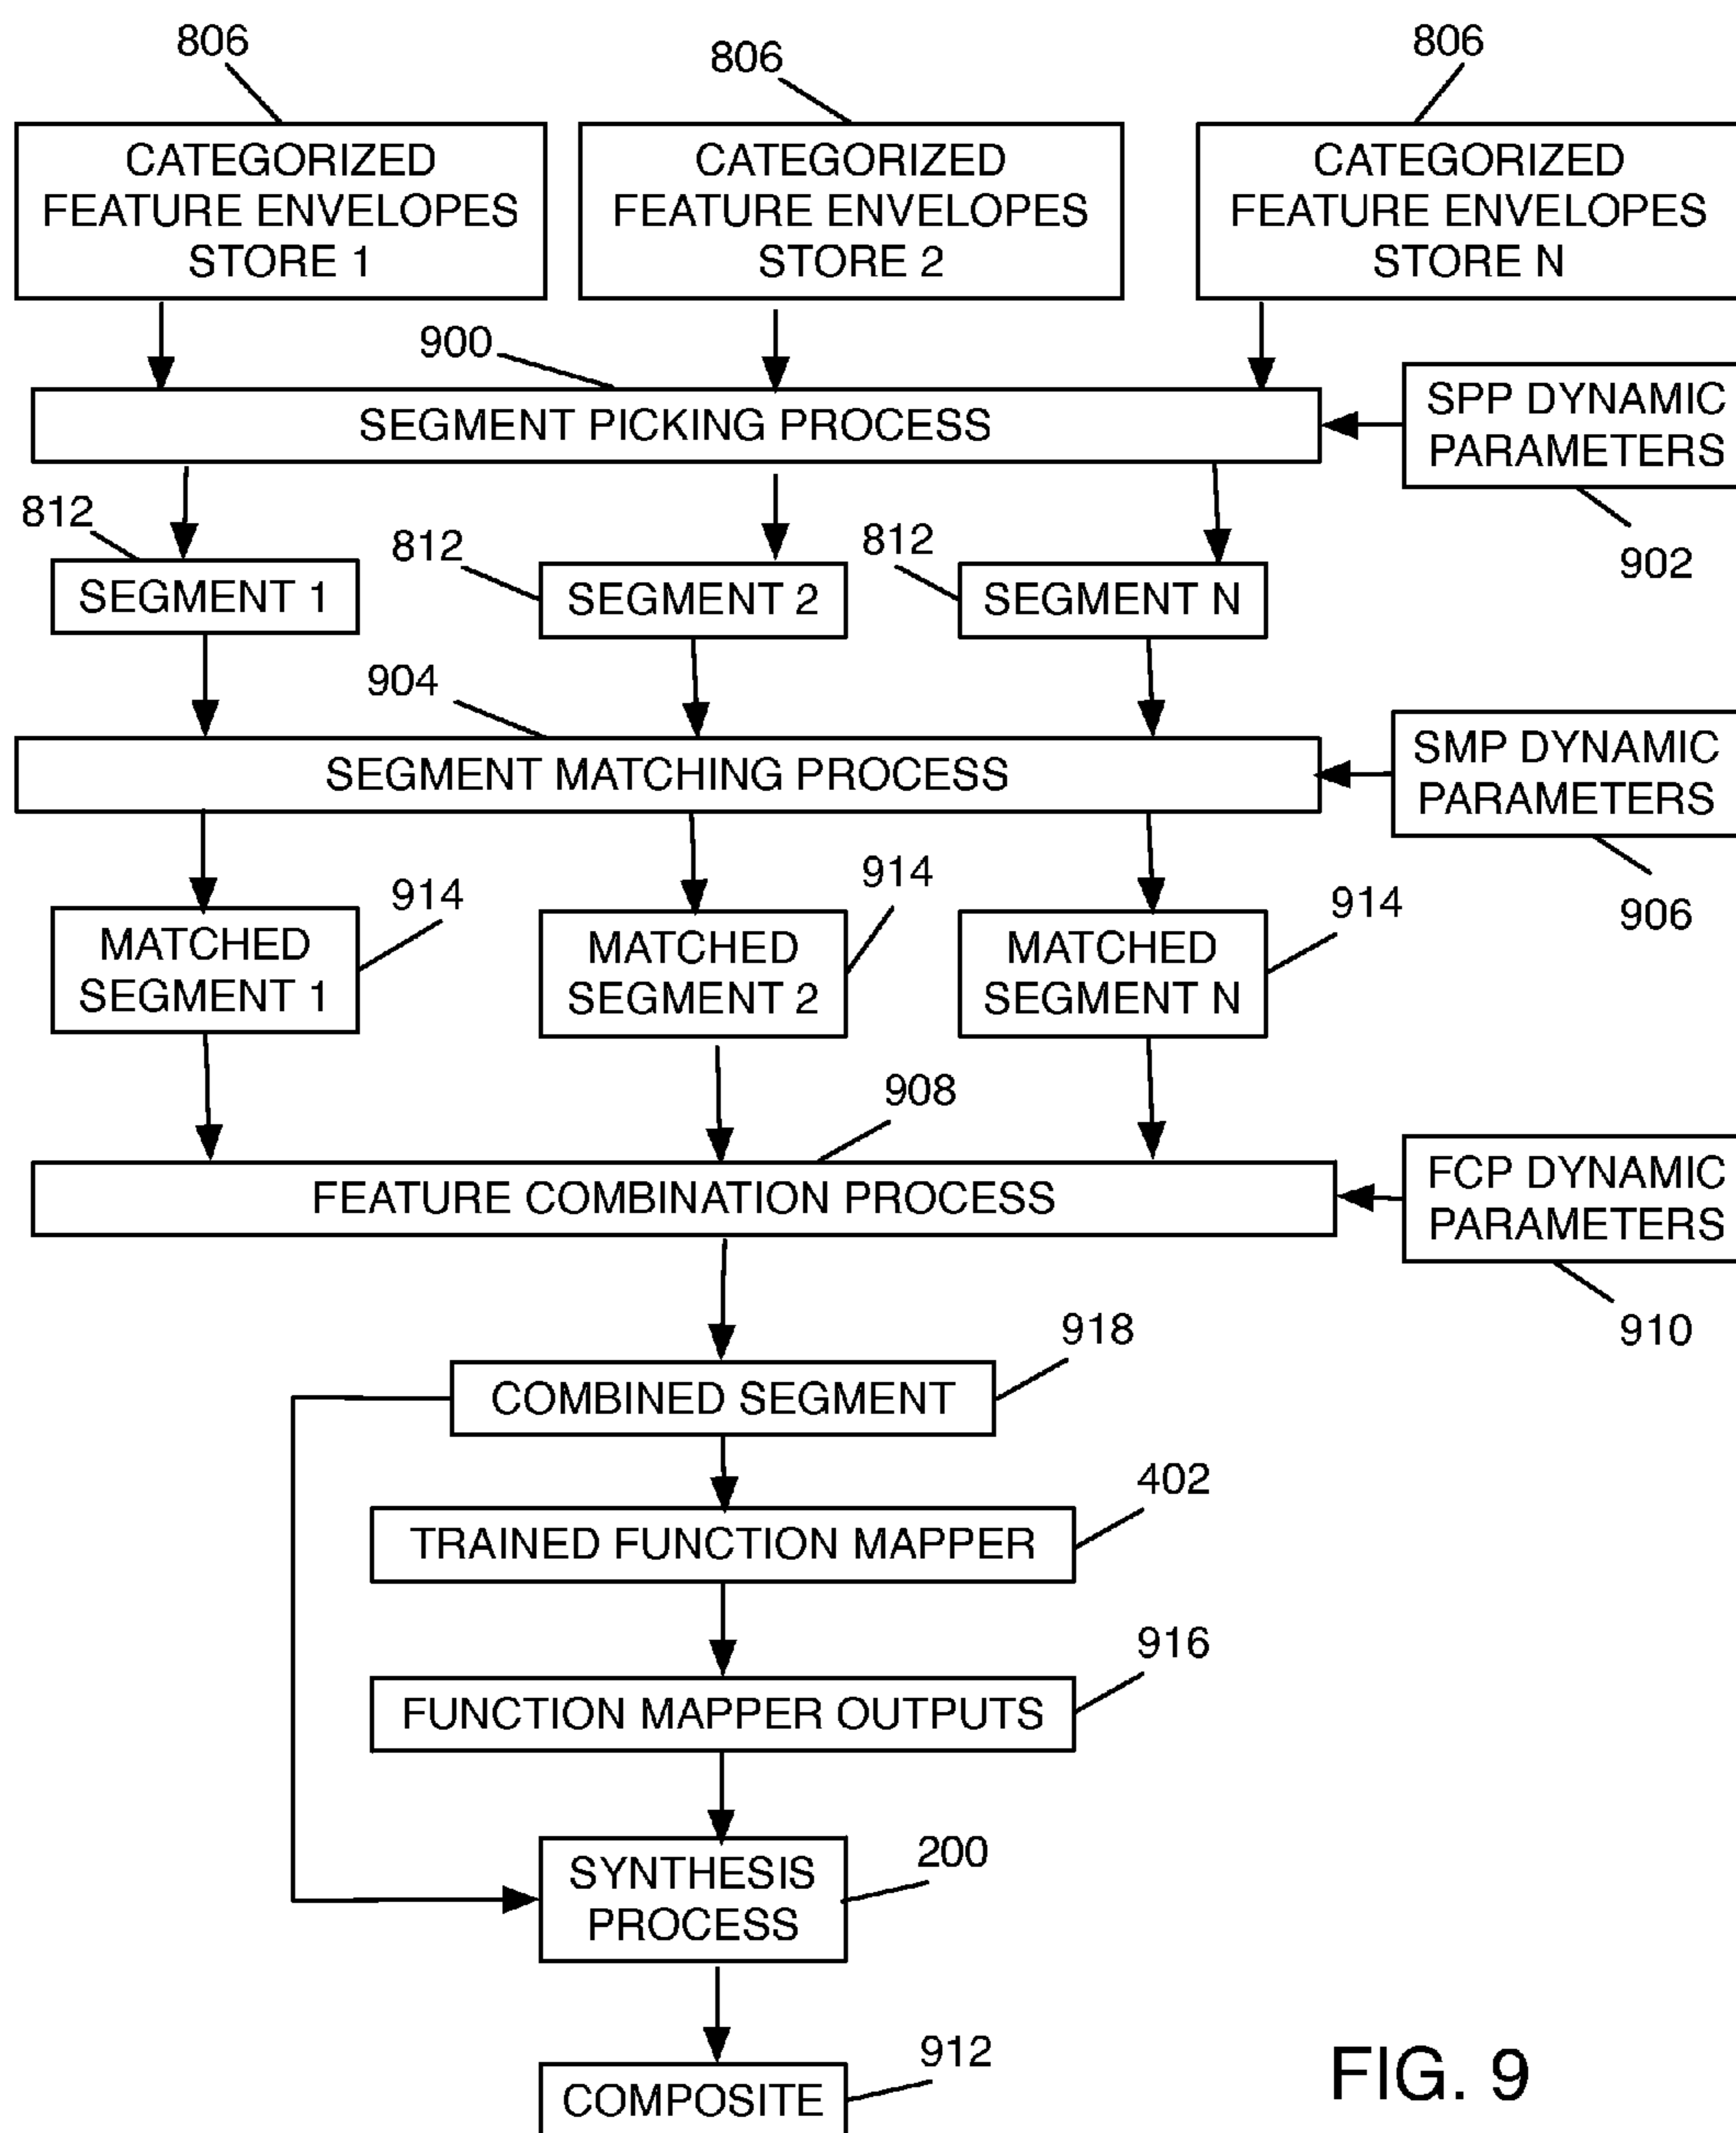 806
806
806
CATEGORIZED
FEATURE ENVELOPES
STORE 1
CATEGORIZED
FEATURE ENVELOPES
STORE 2
CATEGORIZED
FEATURE ENVELOPES
STORE N
900
SEGMENT PICKING PROCESS
SPP DYNAMIC
PARAMETERS
902
812
SEGMENT 1
812
SEGMENT 2
812
SEGMENT N
904
SEGMENT MATCHING PROCESS
SMP DYNAMIC
PARAMETERS
906
MATCHED
SEGMENT 1
914
MATCHED
SEGMENT 2
914
MATCHED
SEGMENT N
914
908
FEATURE COMBINATION PROCESS
FCP DYNAMIC
PARAMETERS
910
918
COMBINED SEGMENT
402
TRAINED FUNCTION MAPPER
916
FUNCTION MAPPER OUTPUTS
200
SYNTHESIS
PROCESS
912
COMPOSITE
FIG. 9